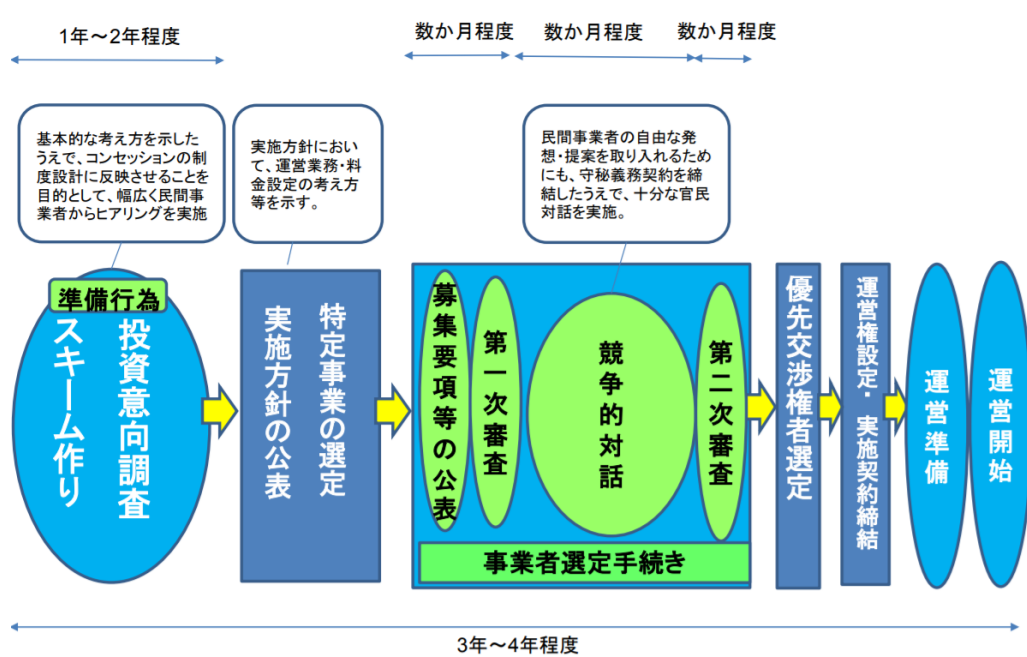 1年～2年程度
数か月程度
数か月程度
数か月程度
基本的な考え方を示した
うえで、コンセッションの制
度設計に反映させることを
目的として、幅広く民間事
業者からヒアリングを実施
実施方針におい
て、運営業務・料
金設定の考え方
等を示す。
民間事業者の自由な発
想・提案を取り入れるため
にも、守秘義務契約を締
結したうえで、十分な官民
対話を実施。
準備行為
投資意向調査
スキーム作り
特定事業の選定
実施方針の公表
募集要項等の公表
第一次審査
競争的対話
第二次審査
事業者選定手続き
優先交渉権者選定
運営権設定・実施契約締結
運営準備
運営開始
3年～4年程度